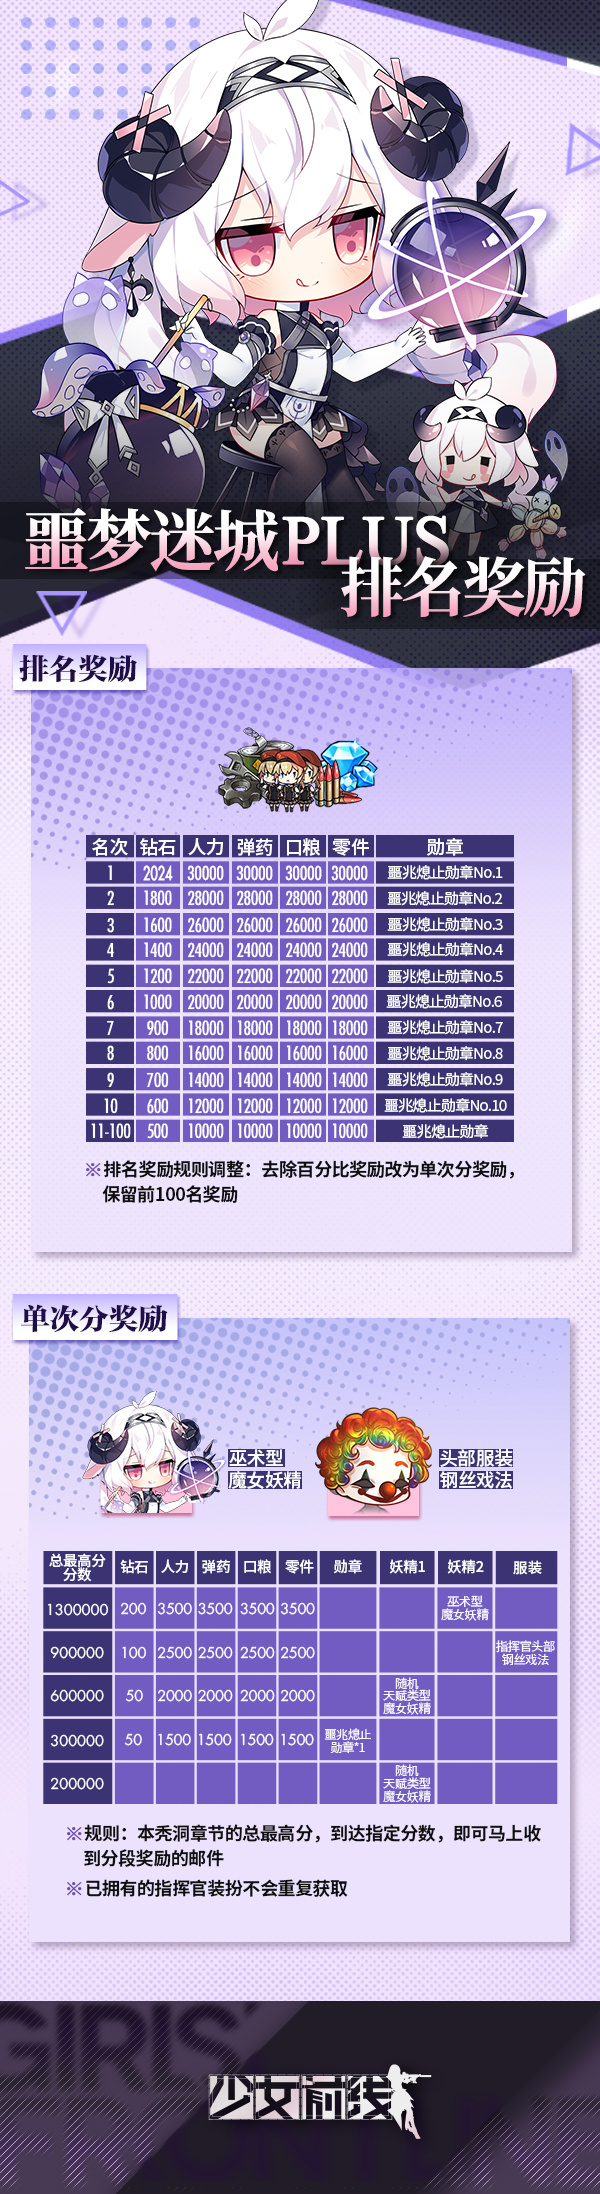 噩梦迷城PLUS
排名奖励
排名奖励
名次 钻石 人力 弹药 口粮 零件 勋章
1 2024 30000 30000 30000 30000 噩兆熄止勋章No.1
2 1800 28000 28000 28000 28000 噩兆熄止勋章No.2
3 1600 26000 26000 26000 26000 噩兆熄止勋章No.3
4 1400 24000 24000 24000 24000 噩兆熄止勋章No.4
5 1200 22000 22000 22000 22000 噩兆熄止勋章No.5
6 1000 20000 20000 20000 20000 噩兆熄止勋章No.6
7 900 18000 18000 18000 18000 噩兆熄止勋章No.7
8 800 16000 16000 16000 16000 噩兆熄止勋章No.8
9 700 14000 14000 14000 14000 噩兆熄止勋章No.9
10 600 12000 12000 12000 12000 噩兆熄止勋章No.10
11-100 500 10000 10000 10000 10000 噩兆熄止勋章
※排名奖励规则调整：去除百分比奖励改为单次分奖励，
保留前100名奖励
单次分奖励
巫术型
魔女妖精
头部服装
钢丝戏法
总最高分
分数 钻石 人力 弹药 口粮 零件 勋章 妖精1 妖精2 服装
1300000 200 3500 3500 3500 3500 巫术型
魔女妖精
900000 100 2500 2500 2500 2500 指挥官头部
钢丝戏法
600000 50 2000 2000 2000 2000 随机
天赋类型
魔女妖精
300000 50 1500 1500 1500 1500 噩兆熄止
勋章*1
200000 随机
天赋类型
魔女妖精
※规则：本秃洞章节的总最高分，到达指定分数，即可马上收
到分段奖励的邮件
※已拥有的指挥官装扮不会重复获取
GIRLS'
FRONTLINE
少女前线